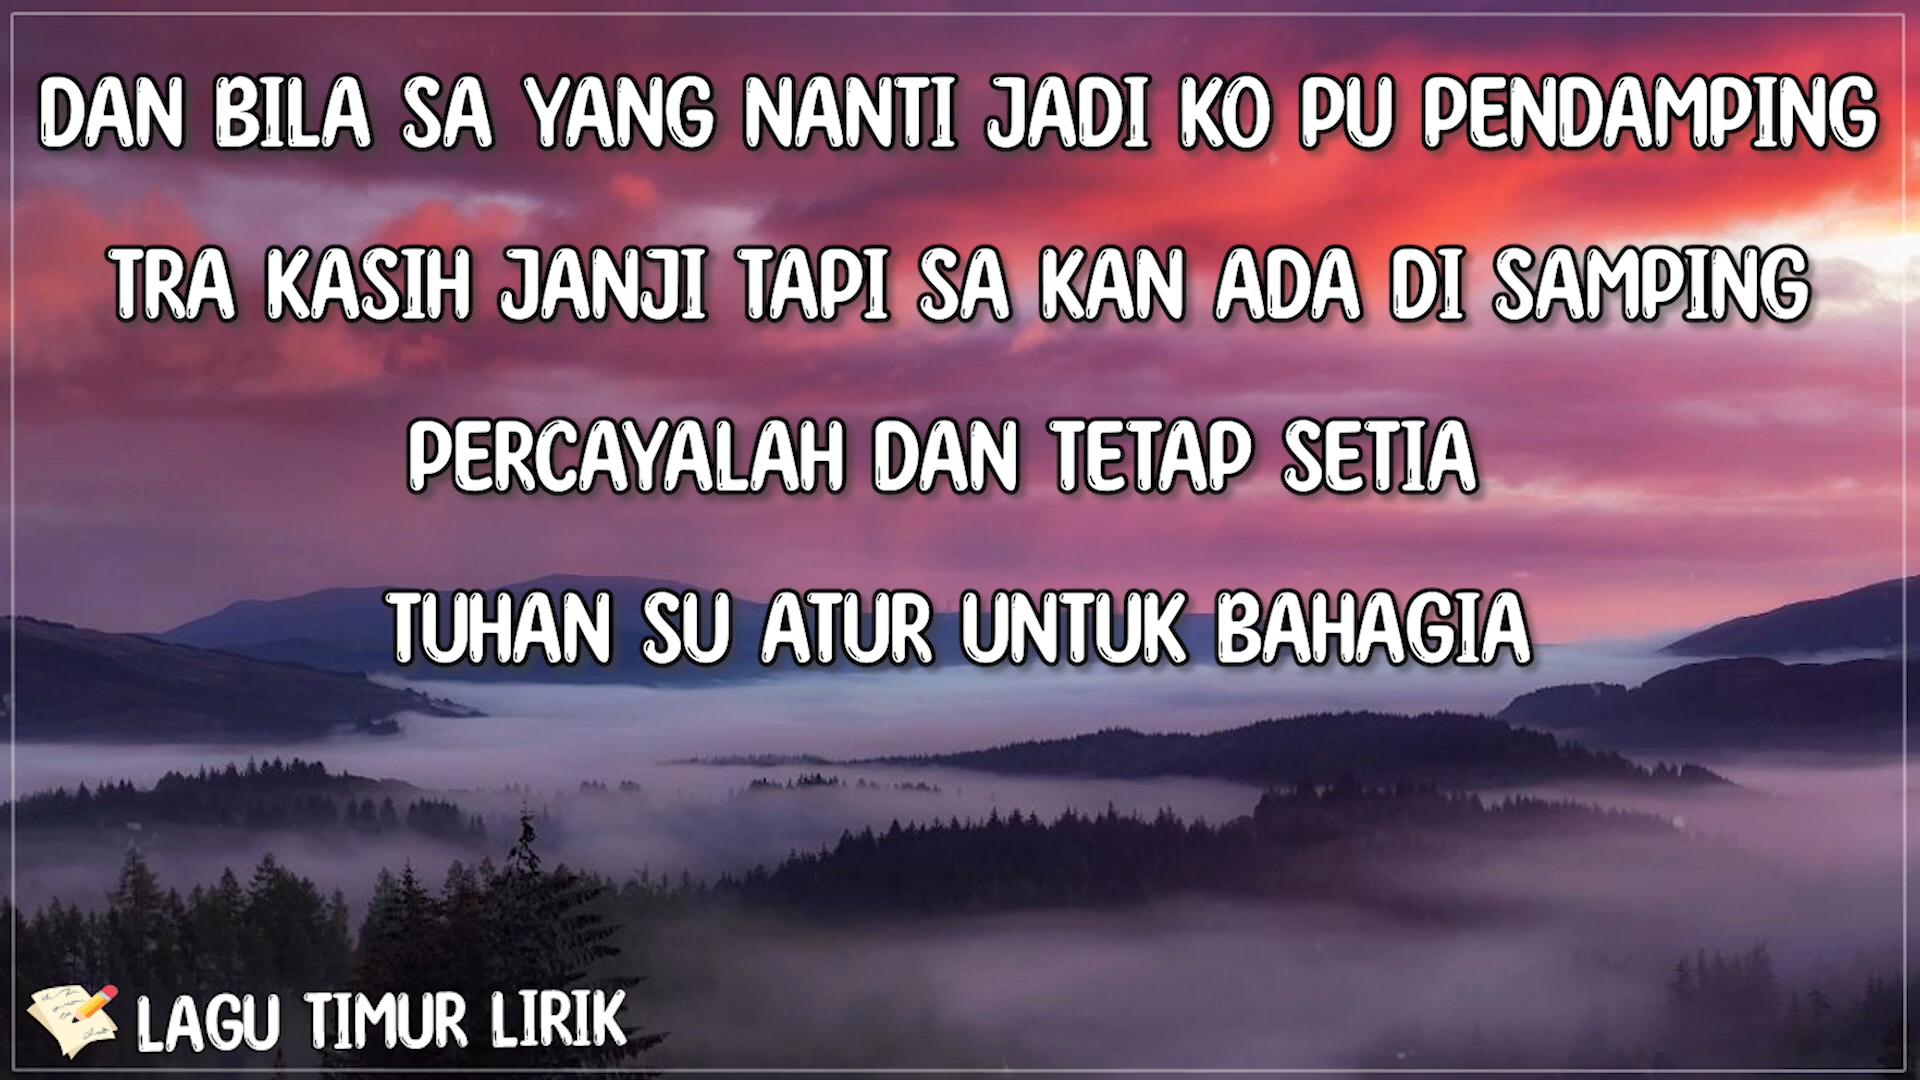 DAN BILA SA YANG NANTI JADI KO PU PENDAMPING
TRA KASIH JANJI TAPI SA KAN ADA DI SAMPING
PERCAYALAH DAN TETAP SETIA
TUHAN SU ATUR UNTUK BAHAGIA
LAGU TIMUR LIRIK